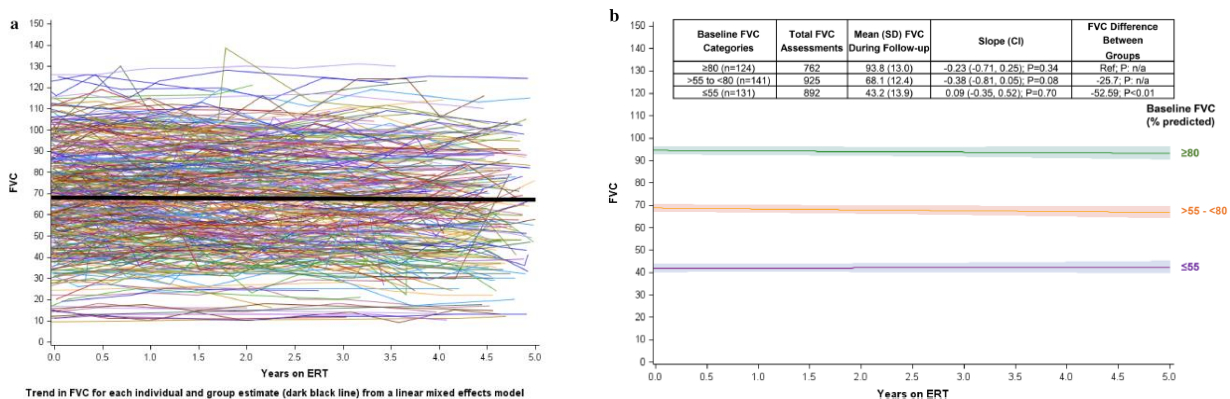 a
150
140
130
120
110
100
90
80
70
60
50
40
30
20
10
0
FVC
0.0 0.5 1.0 1.5 2.0 2.5 3.0 3.5 4.0 4.5 5.0
Years on ERT
Trend in FVC for each individual and group estimate (dark black line) from a linear mixed effects model
b
150
140
130
120
110
100
90
80
70
60
50
40
30
20
10
0
FVC
Baseline FVC Categories Total FVC Assessments Mean (SD) FVC During Follow-up Slope (CI) FVC Difference Between Groups
≥80 (n=124) 762 93.8 (13.0) -0.23 (-0.71, 0.25); P=0.34 Ref; P: n/a
>55 to <80 (n=141) 925 68.1 (12.4) -0.38 (-0.81, 0.05); P=0.08 -25.7; P: n/a
≤55 (n=131) 892 43.2 (13.9) 0.09 (-0.35, 0.52); P=0.70 -52.59; P<0.01
Baseline FVC
(% predicted)
≥80
>55 - <80
≤55
0.0 0.5 1.0 1.5 2.0 2.5 3.0 3.5 4.0 4.5 5.0
Years on ERT